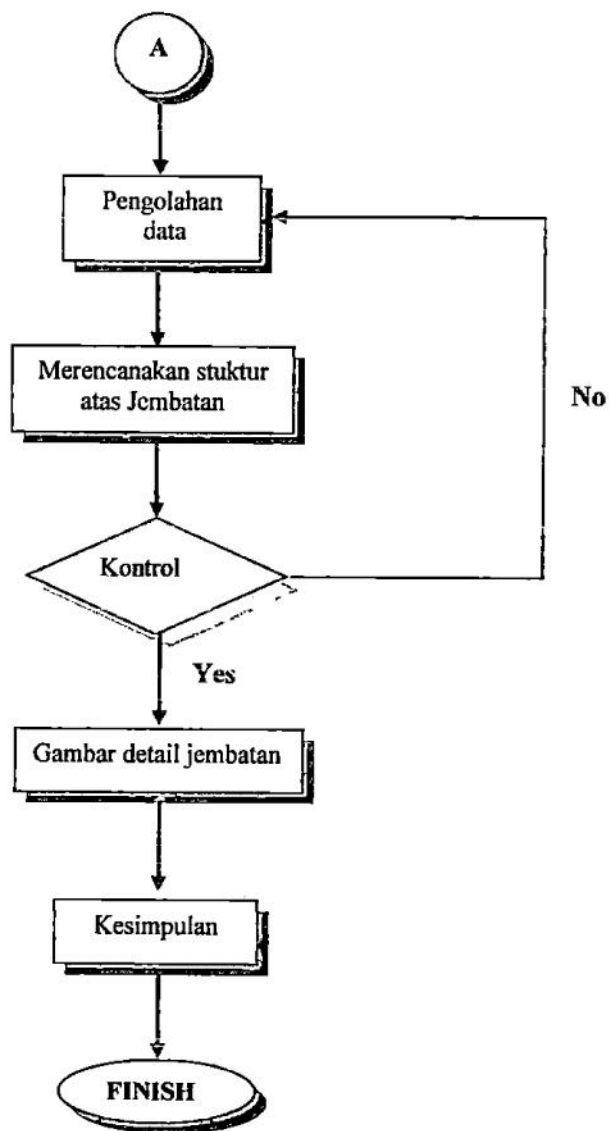 A
Pengolahan
data
Merencanakan stuktur
atas Jembatan
No
Kontrol
Yes
Gambar detail jembatan
Kesimpulan
FINISH